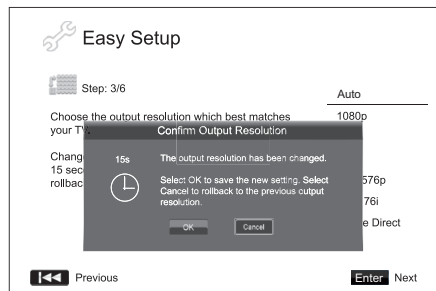 Easy Setup
Step: 3/6
Auto
Choose the output resolution which best matches
your TV.
1080p
Confirm Output Resolution
Chang
15 sec
rollbac
15s
The output resolution has been changed.
Select OK to save the new setting. Select
Cancel to rollback to the previous output
resolution.
576p
76i
e Direct
OK
Cancel
Previous
Enter Next